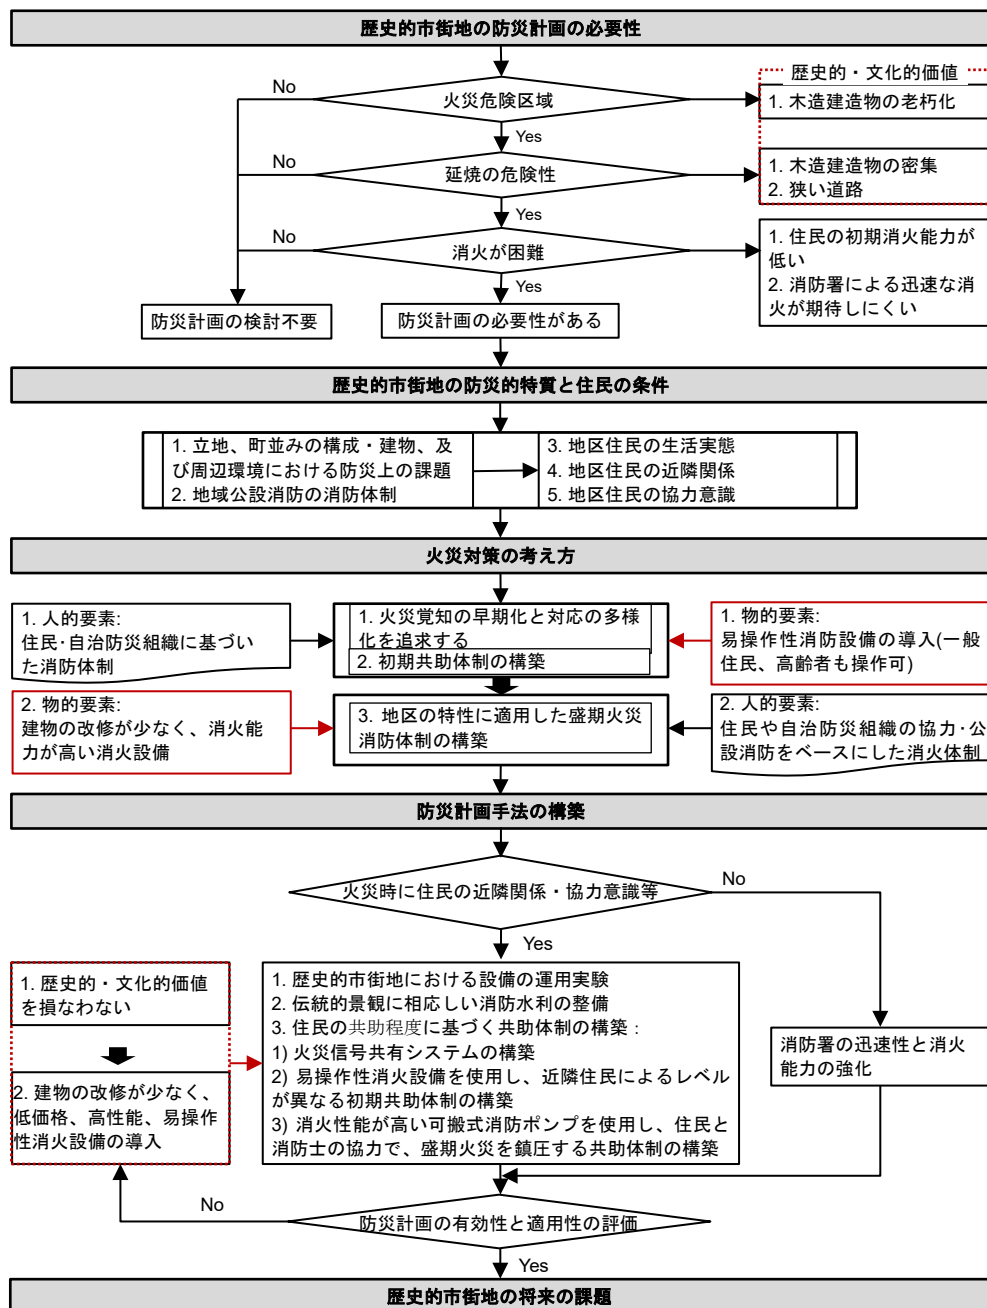 歴史的市街地の防災計画の必要性
歴史的・文化的価値
No
火災危険区域
1. 木造建造物の老朽化
Yes
No
延焼の危険性
1. 木造建造物の密集
2. 狭い道路
Yes
No
消火が困難
1. 住民の初期消火能力が
低い
2. 消防署による迅速な消
火が期待しにくい
Yes
防災計画の検討不要
防災計画の必要性がある
歴史的市街地の防災的特質と住民の条件
1. 立地、町並みの構成・建物、及
び周辺環境における防災上の課題
2. 地域公設消防の消防体制
3. 地区住民の生活実態
4. 地区住民の近隣関係
5. 地区住民の協力意識
火災対策の考え方
1. 人的要素:
住民･自治防災組織に基づい
た消防体制
1. 火災覚知の早期化と対応の多様
化を追求する
2. 初期共助体制の構築
1. 物的要素:
易操作性消防設備の導入(一般
住民、高齢者も操作可)
2. 物的要素:
建物の改修が少なく、消火能
力が高い消火設備
3. 地区の特性に適用した盛期火災
消防体制の構築
2. 人的要素:
住民や自治防災組織の協力･公
設消防をベースにした消火体制
防災計画手法の構築
火災時に住民の近隣関係・協力意識等
No
Yes
1. 歴史的・文化的価値
を損なわない
2. 建物の改修が少なく、
低価格、高性能、易操作
性消火設備の導入
1. 歴史的市街地における設備の運用実験
2. 伝統的景観に相応しい消防水利の整備
3. 住民の共助程度に基づく共助体制の構築：
1) 火災信号共有システムの構築
2) 易操作性消火設備を使用し、近隣住民によるレベル
が異なる初期共助体制の構築
3) 消火性能が高い可搬式消防ポンプを使用し、住民と
消防士の協力で、盛期火災を鎮圧する共助体制の構築
消防署の迅速性と消火
能力の強化
No
防災計画の有効性と適用性の評価
Yes
歴史的市街地の将来の課題